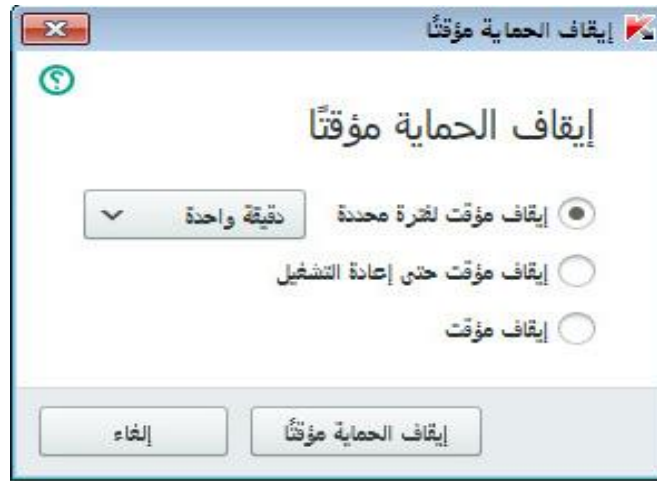 إيقاف الحماية مؤقتًا
إيقاف الحماية مؤقتًا
إيقاف مؤقت لفترة محددة
دقيقة واحدة
إيقاف مؤقت حتى إعادة التشغيل
إيقاف مؤقت
إيقاف الحماية مؤقتًا
إلغاء